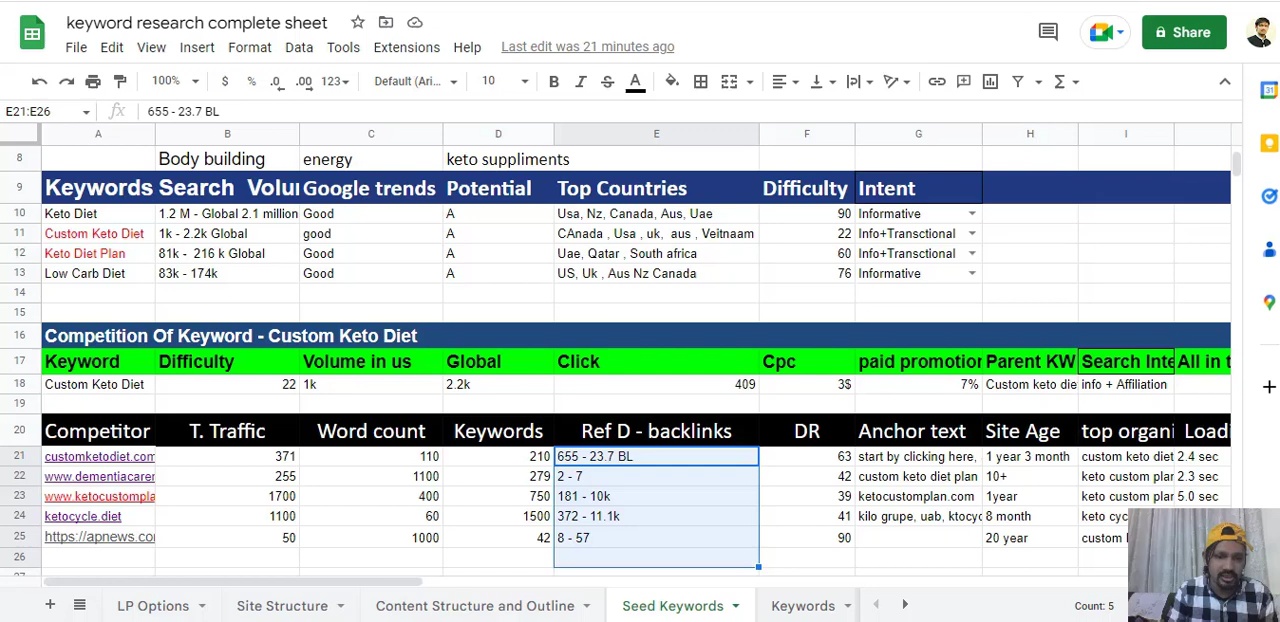 keyword research complete sheet
File Edit View Insert Format Data Tools Extensions Help Last edit was 21 minutes ago
Share
100% $ % .0 .00 123 Default (Ari... 10 B I S A
E21:E26 fx 655 - 23.7 BL
A B C D E F G H I
8 Body building energy keto suppliments
9 Keywords Search Volu Google trends Potential Top Countries Difficulty Intent
10 Keto Diet 1.2 M - Global 2.1 million Good A Usa, Nz, Canada, Aus, Uae 90 Informative
11 Custom Keto Diet 1k - 2.2k Global good A CAnada , Usa , uk, aus , Veitnaam 22 Info+Transctional
12 Keto Diet Plan 81k - 216 k Global Good A Uae, Qatar , South africa 60 Info+Transctional
13 Low Carb Diet 83k - 174k Good A US, Uk , Aus Nz Canada 76 Informative
14
15
16 Competition Of Keyword - Custom Keto Diet
17 Keyword Difficulty Volume in us Global Click Cpc paid promotion Parent KW Search Inte All in t
18 Custom Keto Diet 22 1k 2.2k 409 3$ 7% Custom keto die info + Affiliation
19
20 Competitor T. Traffic Word count Keywords Ref D - backlinks DR Anchor text Site Age top organi Loadi
21 customketodiet.com 371 110 210 655 - 23.7 BL 63 start by clicking here, 1 year 3 month custom keto diet 2.4 sec
22 www.dementiacarer 255 1100 279 2 - 7 42 custom keto diet plan 10+ keto custom plan 2.3 sec
23 www.ketocustompla 1700 400 750 181 - 10k 39 ketocustomplan.com 1year keto custom plan 5.0 sec
24 ketocycle.diet 1100 60 1500 372 - 11.1k 41 kilo grupe, uab, ktocyc 8 month keto cyc
25 https://apnews.co 50 1000 42 8 - 57 90 20 year custom
26
LP Options Site Structure Content Structure and Outline Seed Keywords Keywords Count: 5